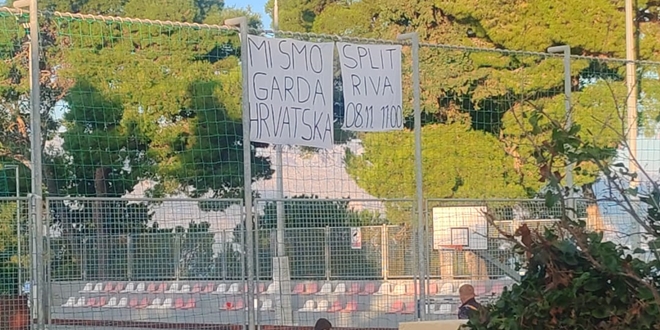 MI SMO
GARDA
HRVATSKA
SPLIT
RIVA
08.11 11:00